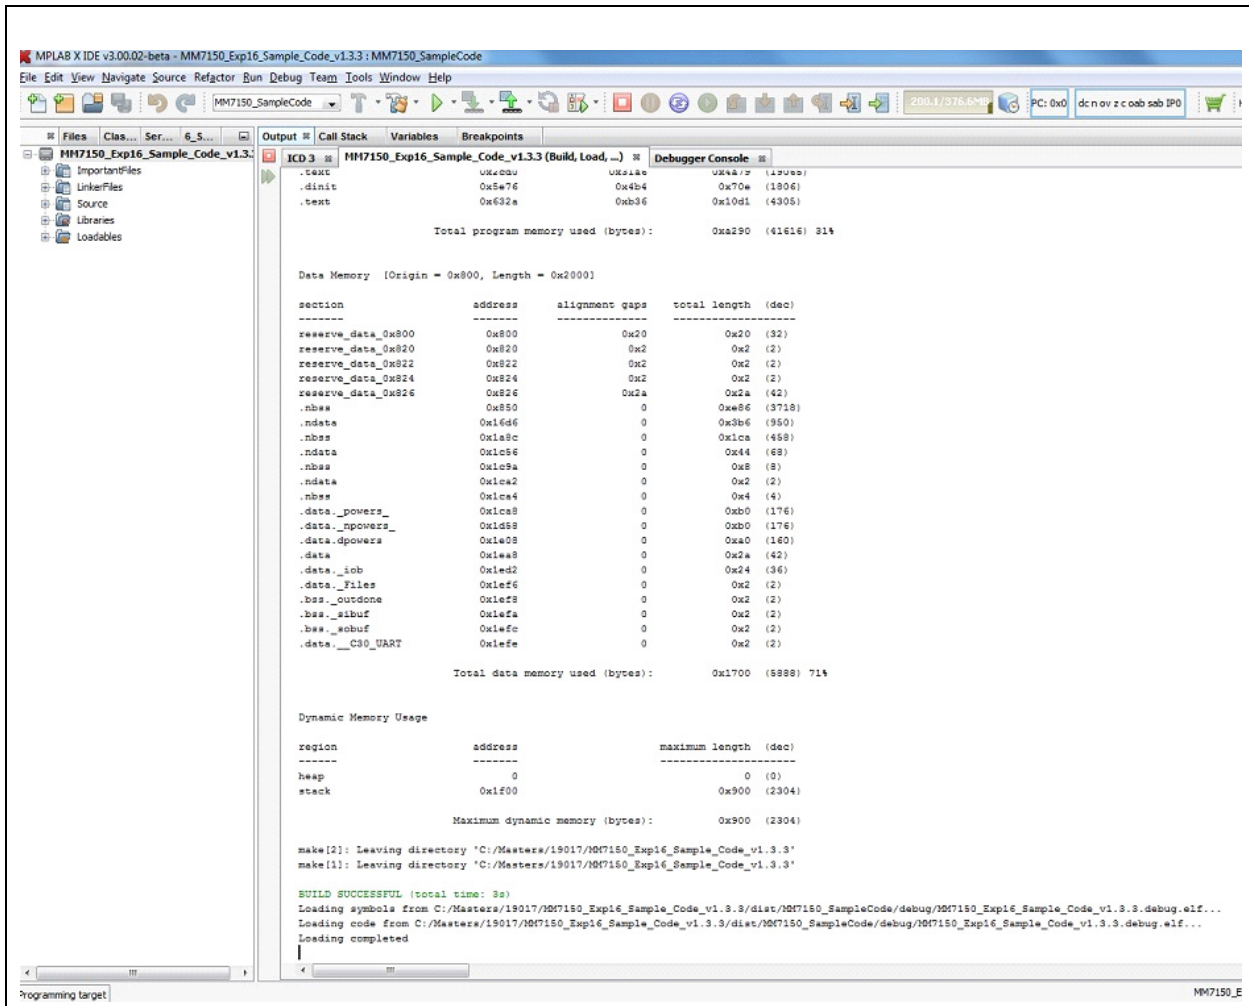 MPLAB X IDE v3.00.02-beta - MM7150_Exp16_Sample_Code_v1.3.3 : MM7150_SampleCode
File Edit View Navigate Source Refactor Run Debug Team Tools Window Help
MM7150_SampleCode 200.1/376.6MB PC: 0x0 dc n ov z c oab sab IP0
Files Clas... Ser... 6_S... Output Call Stack Variables Breakpoints
MM7150_Exp16_Sample_Code_v1.3. ICD 3 MM7150_Exp16_Sample_Code_v1.3.3 (Build, Load, ...) Debugger Console
ImportantFiles
LinkerFiles
Source
Libraries
Loadables
.text
.dinit 0x5e76 0x4b4 0x70e (1806)
.text 0x632a 0xb36 0x10d1 (4305)
Total program memory used (bytes): 0xa290 (41616) 31%
Data Memory [Origin = 0x800, Length = 0x2000]
section address alignment gaps total length (dec)
------- ------- -------------- -------------------
reserve_data_0x800 0x800 0x20 0x20 (32)
reserve_data_0x820 0x820 0x2 0x2 (2)
reserve_data_0x822 0x822 0x2 0x2 (2)
reserve_data_0x824 0x824 0x2 0x2 (2)
reserve_data_0x826 0x826 0x2a 0x2a (42)
.nbss 0x850 0 0xe86 (3718)
.ndata 0x16d6 0 0x3b6 (950)
.nbss 0x1a8c 0 0x1ca (458)
.ndata 0x1c56 0 0x44 (68)
.nbss 0x1c9a 0 0x8 (8)
.ndata 0x1ca2 0 0x2 (2)
.nbss 0x1ca4 0 0x4 (4)
.data._powers_ 0x1ca8 0 0xb0 (176)
.data._npowers_ 0x1d58 0 0xb0 (176)
.data.dpowers 0x1e08 0 0xa0 (160)
.data 0x1ea8 0 0x2a (42)
.data._iob 0x1ed2 0 0x24 (36)
.data._Files 0x1ef6 0 0x2 (2)
.bss._outdone 0x1ef8 0 0x2 (2)
.bss._sibuf 0x1efa 0 0x2 (2)
.bss._sobuf 0x1efc 0 0x2 (2)
.data.__C30_UART 0x1efe 0 0x2 (2)
Total data memory used (bytes): 0x1700 (5888) 71%
Dynamic Memory Usage
region address maximum length (dec)
------ ------- ---------------------
heap 0 0 (0)
stack 0x1f00 0x900 (2304)
Maximum dynamic memory (bytes): 0x900 (2304)
make[2]: Leaving directory 'C:/Masters/19017/MM7150_Exp16_Sample_Code_v1.3.3'
make[1]: Leaving directory 'C:/Masters/19017/MM7150_Exp16_Sample_Code_v1.3.3'
BUILD SUCCESSFUL (total time: 3s)
Loading symbols from C:/Masters/19017/MM7150_Exp16_Sample_Code_v1.3.3/dist/MM7150_SampleCode/debug/MM7150_Exp16_Sample_Code_v1.3.3.debug.elf...
Loading code from C:/Masters/19017/MM7150_Exp16_Sample_Code_v1.3.3/dist/MM7150_SampleCode/debug/MM7150_Exp16_Sample_Code_v1.3.3.debug.elf...
Loading completed
Programming target MM7150_E